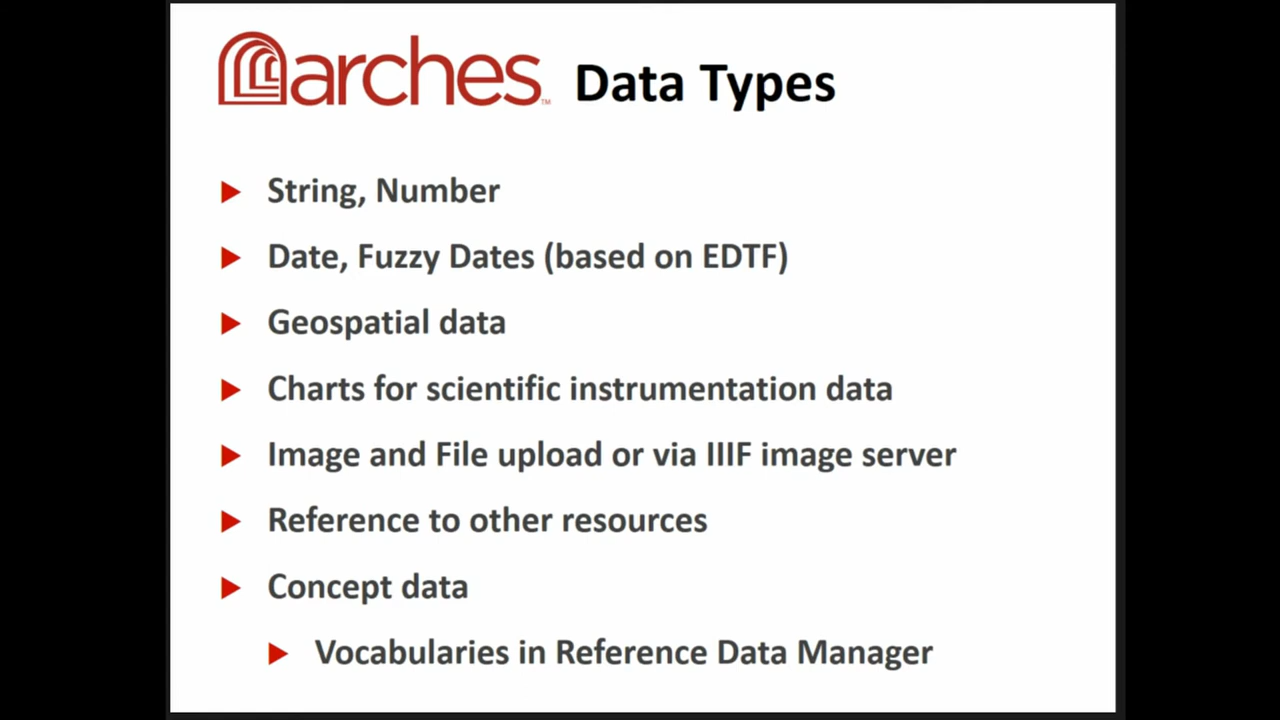 arches™ Data Types
String, Number
Date, Fuzzy Dates (based on EDTF)
Geospatial data
Charts for scientific instrumentation data
Image and File upload or via IIIF image server
Reference to other resources
Concept data
Vocabularies in Reference Data Manager